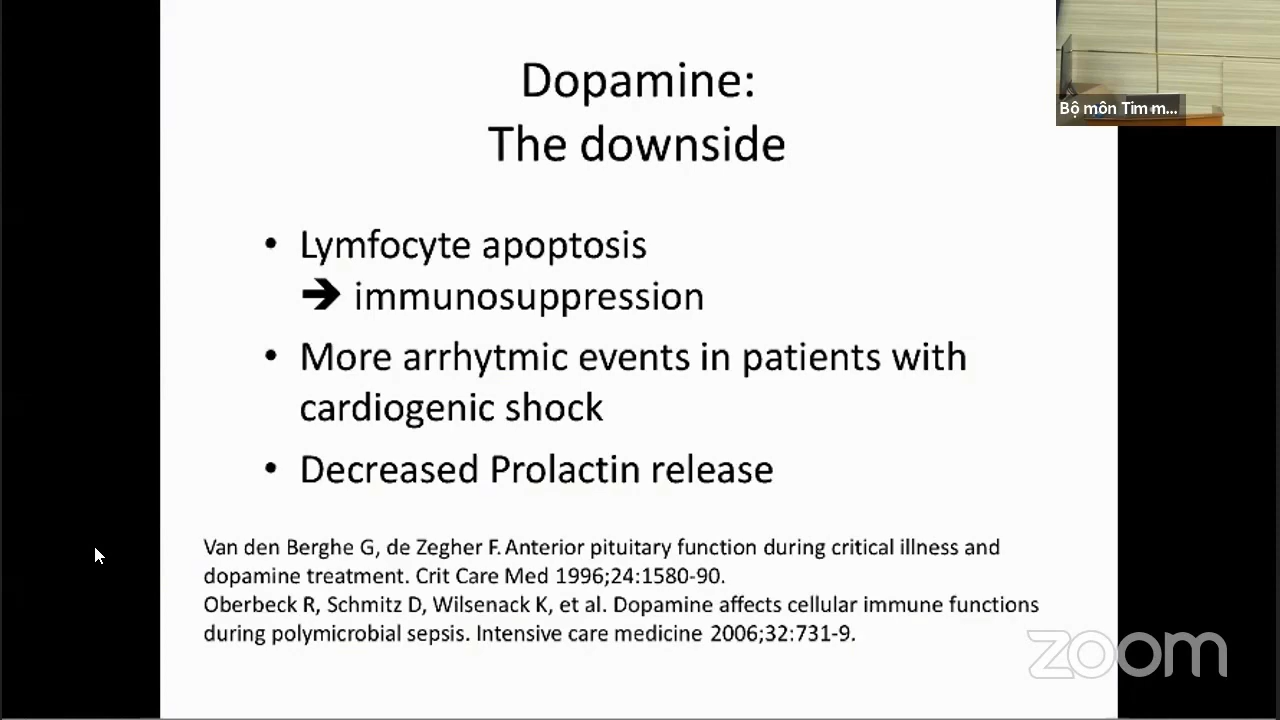 Dopamine:
The downside
• Lymfocyte apoptosis
➔ immunosuppression
• More arrhytmic events in patients with
cardiogenic shock
• Decreased Prolactin release
Van den Berghe G, de Zegher F. Anterior pituitary function during critical illness and
dopamine treatment. Crit Care Med 1996;24:1580-90.
Oberbeck R, Schmitz D, Wilsenack K, et al. Dopamine affects cellular immune functions
during polymicrobial sepsis. Intensive care medicine 2006;32:731-9.
Bộ môn Tim m...
zoom